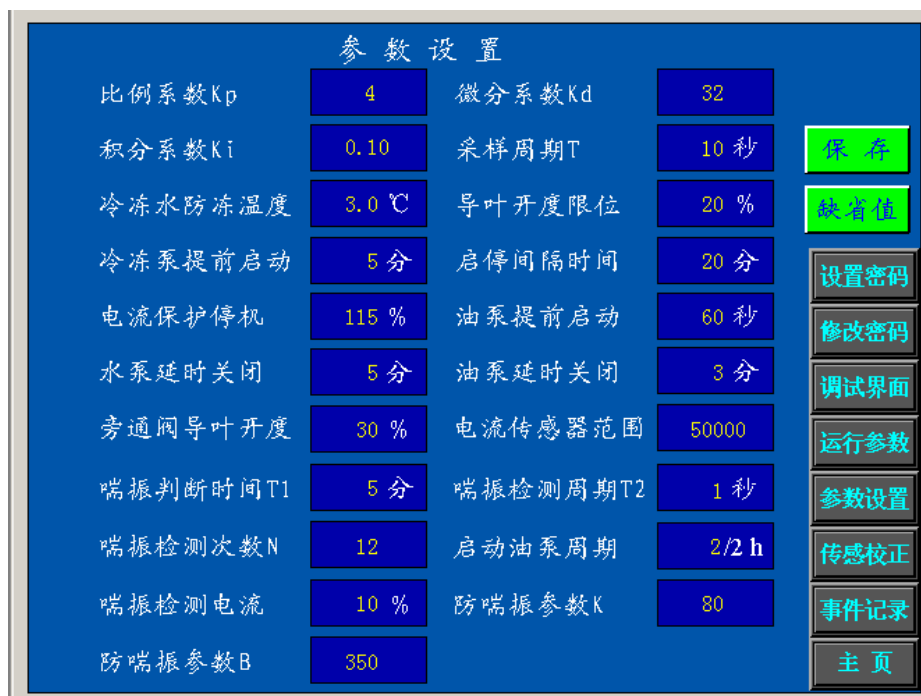 参数设置
比例系数Kp 4 微分系数Kd 32
积分系数Ki 0.10 采样周期T 10 秒
冷冻水防冻温度 3.0 ℃ 导叶开度限位 20 %
冷冻泵提前启动 5 分 启停间隔时间 20 分
电流保护停机 115 % 油泵提前启动 60 秒
水泵延时关闭 5 分 油泵延时关闭 3 分
旁通阀导叶开度 30 % 电流传感器范围 50000
喘振判断时间T1 5 分 喘振检测周期T2 1 秒
喘振检测次数N 12 启动油泵周期 2/2 h
喘振检测电流 10 % 防喘振参数K 80
防喘振参数B 350
保存
缺省值
设置密码
修改密码
调试界面
运行参数
参数设置
传感校正
事件记录
主页